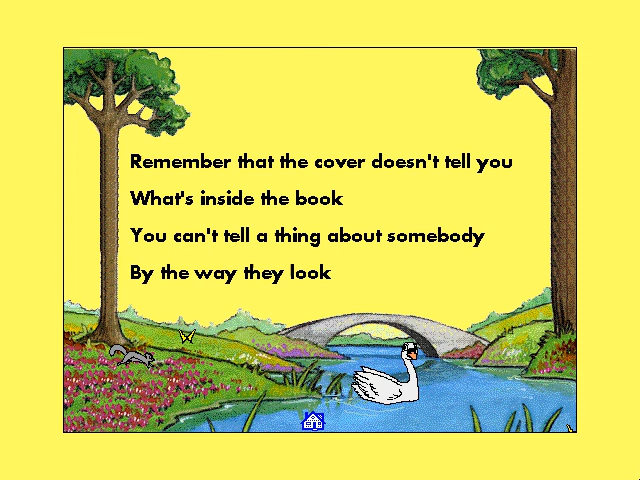 Remember that the cover doesn't tell you
What's inside the book
You can't tell a thing about somebody
By the way they look